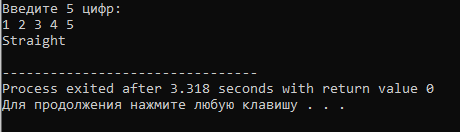 Введите 5 цифр:
1 2 3 4 5
Straight
--------------------------------
Process exited after 3.318 seconds with return value 0
Для продолжения нажмите любую клавишу . . .